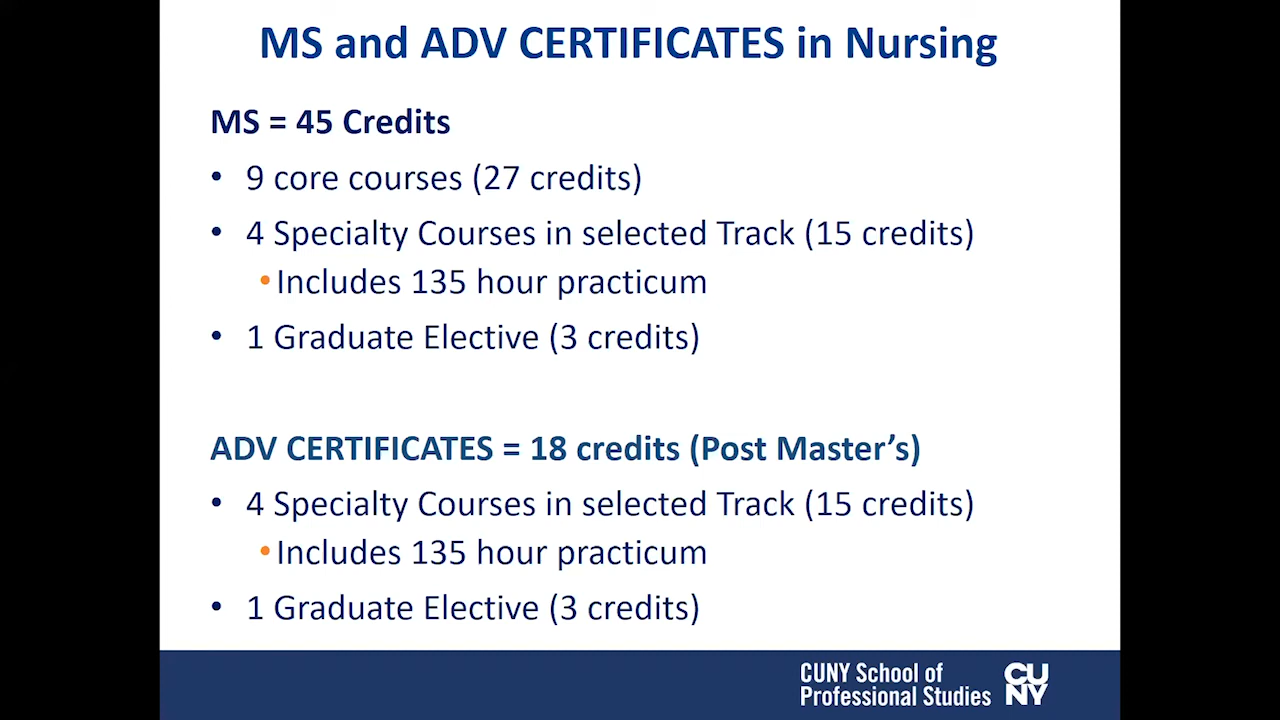 MS and ADV CERTIFICATES in Nursing
MS = 45 Credits
• 9 core courses (27 credits)
• 4 Specialty Courses in selected Track (15 credits)
• Includes 135 hour practicum
• 1 Graduate Elective (3 credits)
ADV CERTIFICATES = 18 credits (Post Master’s)
• 4 Specialty Courses in selected Track (15 credits)
• Includes 135 hour practicum
• 1 Graduate Elective (3 credits)
CUNY School of
Professional Studies
CU
NY